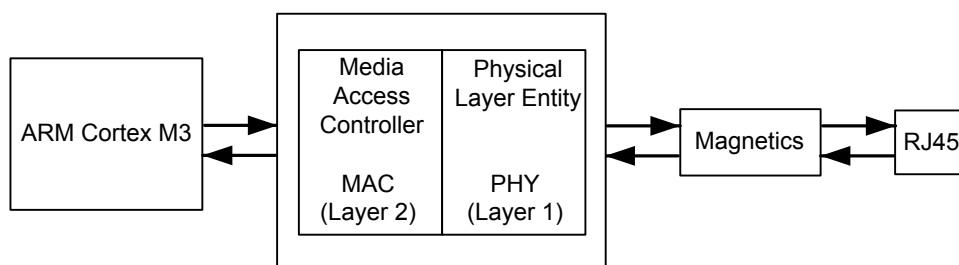 ARM Cortex M3
Media
Access
Controller
MAC
(Layer 2)
Physical
Layer Entity
PHY
(Layer 1)
Magnetics
RJ45